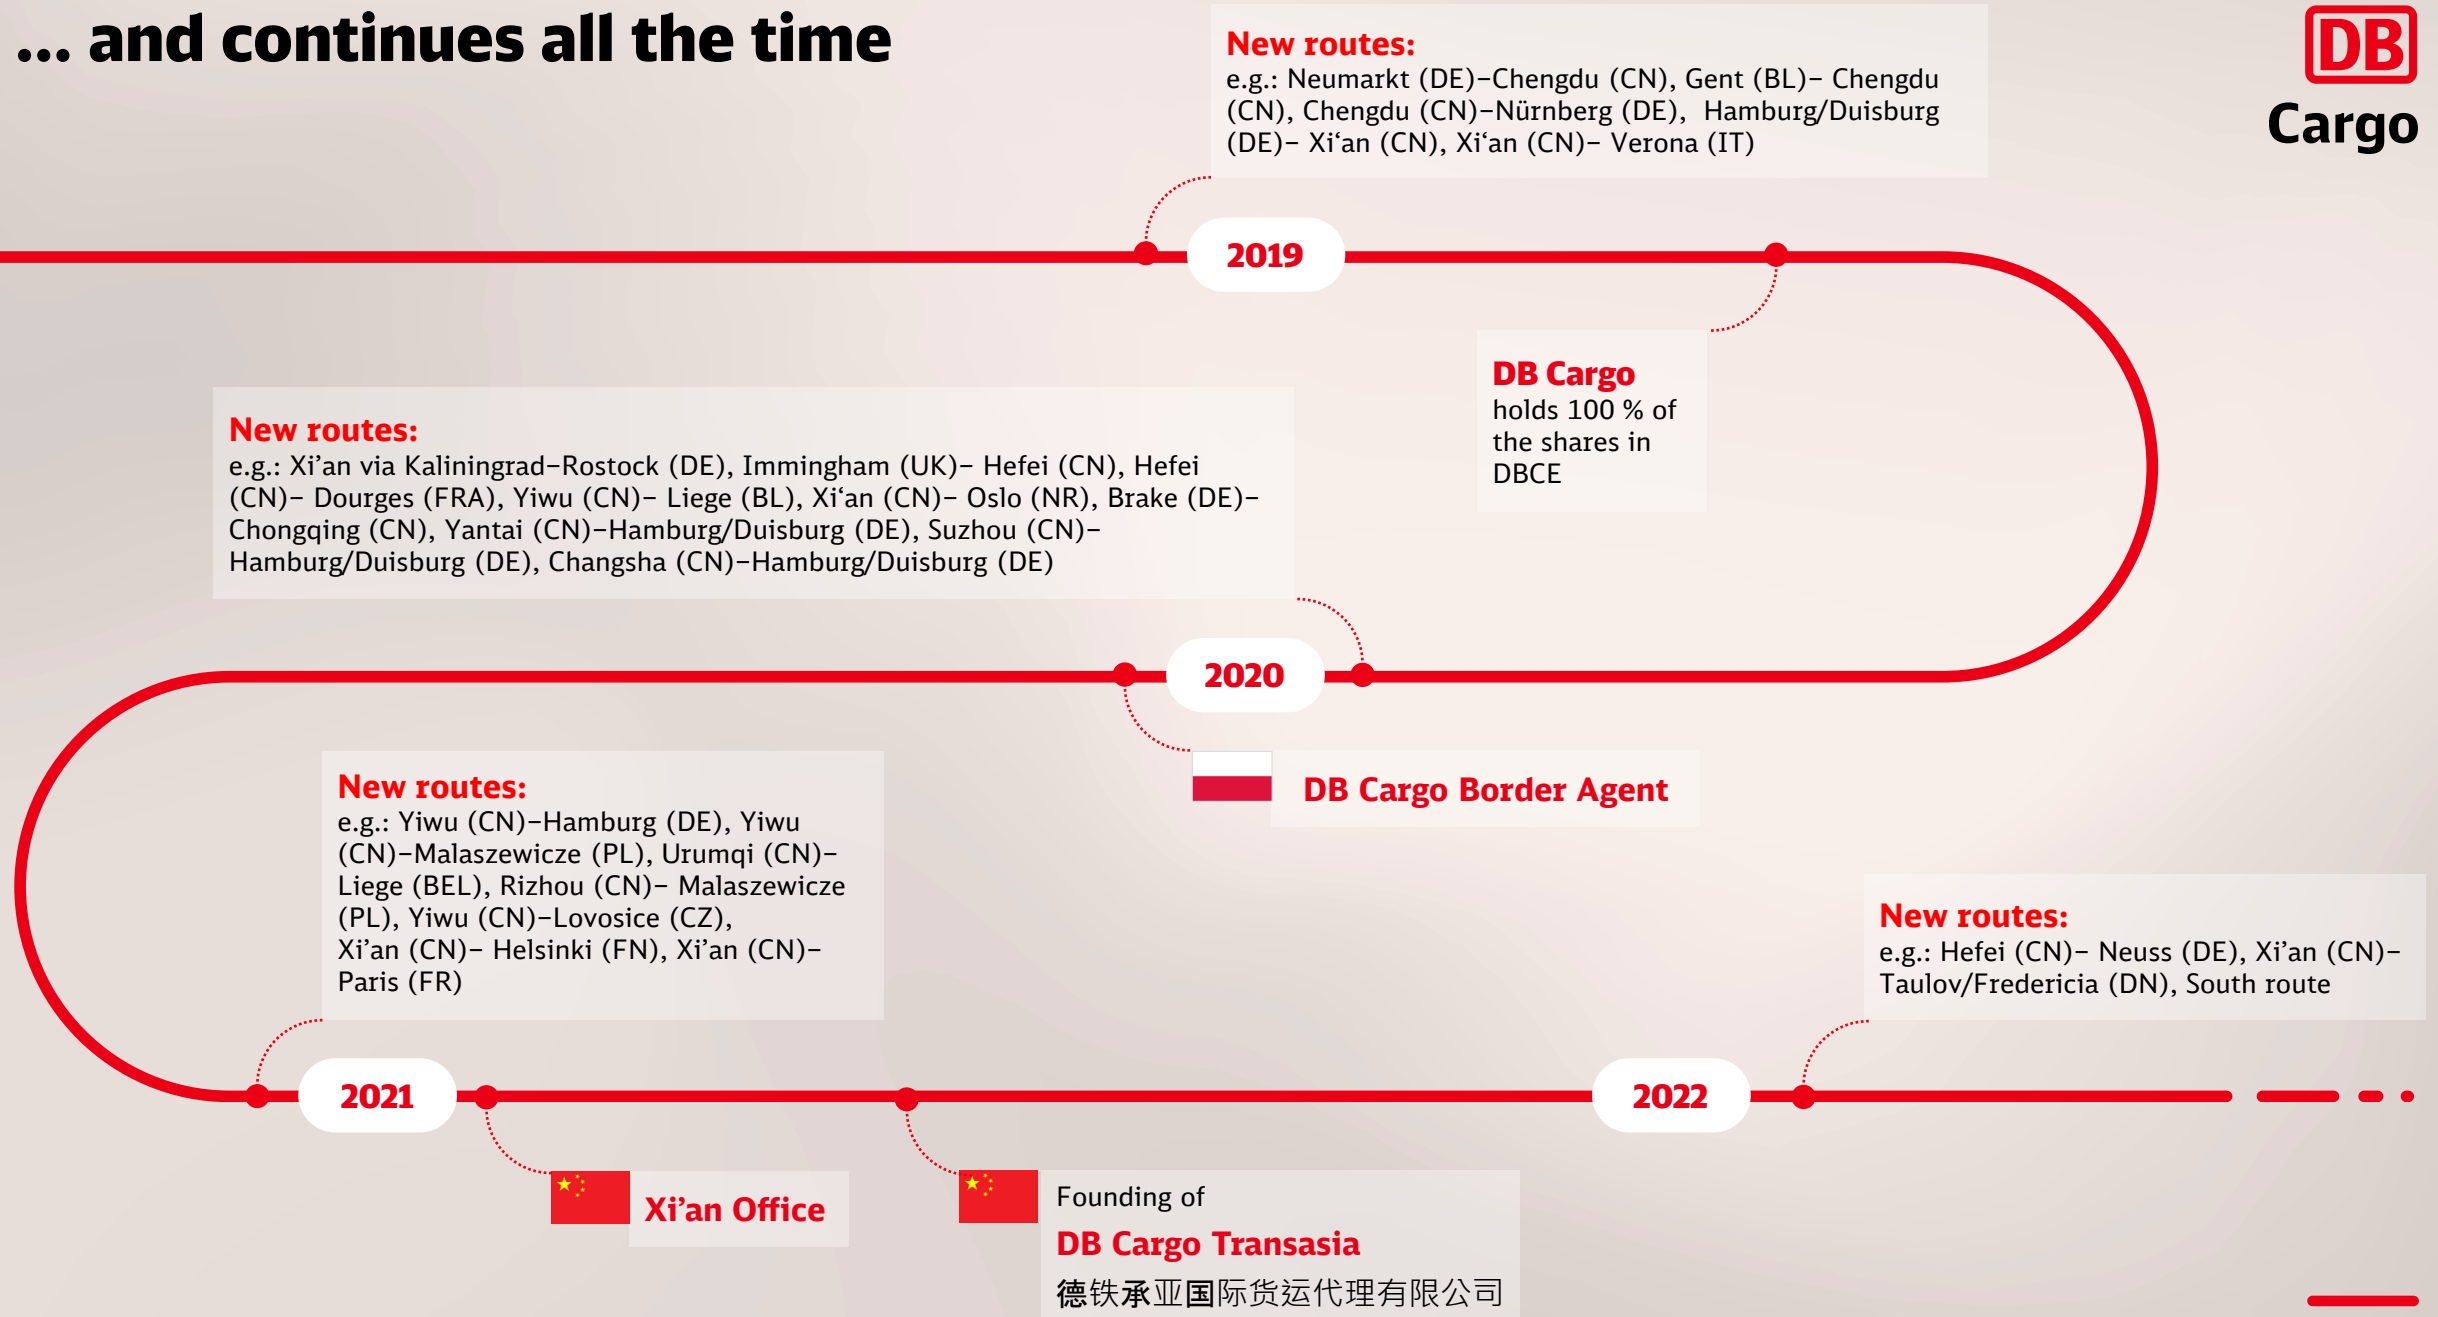 ... and continues all the time
DB
Cargo
New routes:
e.g.: Neumarkt (DE)–Chengdu (CN), Gent (BL)– Chengdu
(CN), Chengdu (CN)–Nürnberg (DE), Hamburg/Duisburg
(DE)– Xi‘an (CN), Xi‘an (CN)– Verona (IT)
2019
DB Cargo
holds 100 % of
the shares in
DBCE
New routes:
e.g.: Xi’an via Kaliningrad–Rostock (DE), Immingham (UK)– Hefei (CN), Hefei
(CN)– Dourges (FRA), Yiwu (CN)– Liege (BL), Xi‘an (CN)– Oslo (NR), Brake (DE)–
Chongqing (CN), Yantai (CN)–Hamburg/Duisburg (DE), Suzhou (CN)–
Hamburg/Duisburg (DE), Changsha (CN)–Hamburg/Duisburg (DE)
2020
DB Cargo Border Agent
New routes:
e.g.: Yiwu (CN)–Hamburg (DE), Yiwu
(CN)–Malaszewicze (PL), Urumqi (CN)–
Liege (BEL), Rizhou (CN)– Malaszewicze
(PL), Yiwu (CN)–Lovosice (CZ),
Xi’an (CN)– Helsinki (FN), Xi’an (CN)–
Paris (FR)
2021
Xi’an Office
Founding of
DB Cargo Transasia
德铁承亚国际货运代理有限公司
2022
New routes:
e.g.: Hefei (CN)– Neuss (DE), Xi’an (CN)–
Taulov/Fredericia (DN), South route